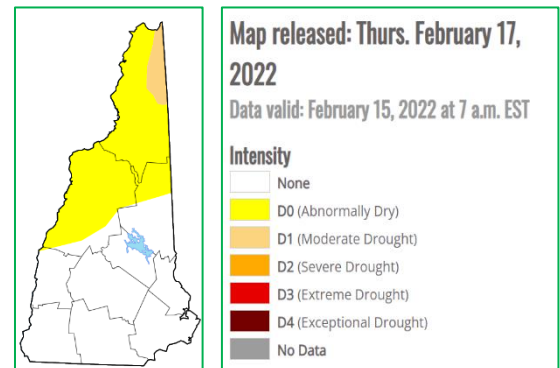 Map released: Thurs. February 17,
2022
Data valid: February 15, 2022 at 7 a.m. EST
Intensity
None
D0 (Abnormally Dry)
D1 (Moderate Drought)
D2 (Severe Drought)
D3 (Extreme Drought)
D4 (Exceptional Drought)
No Data